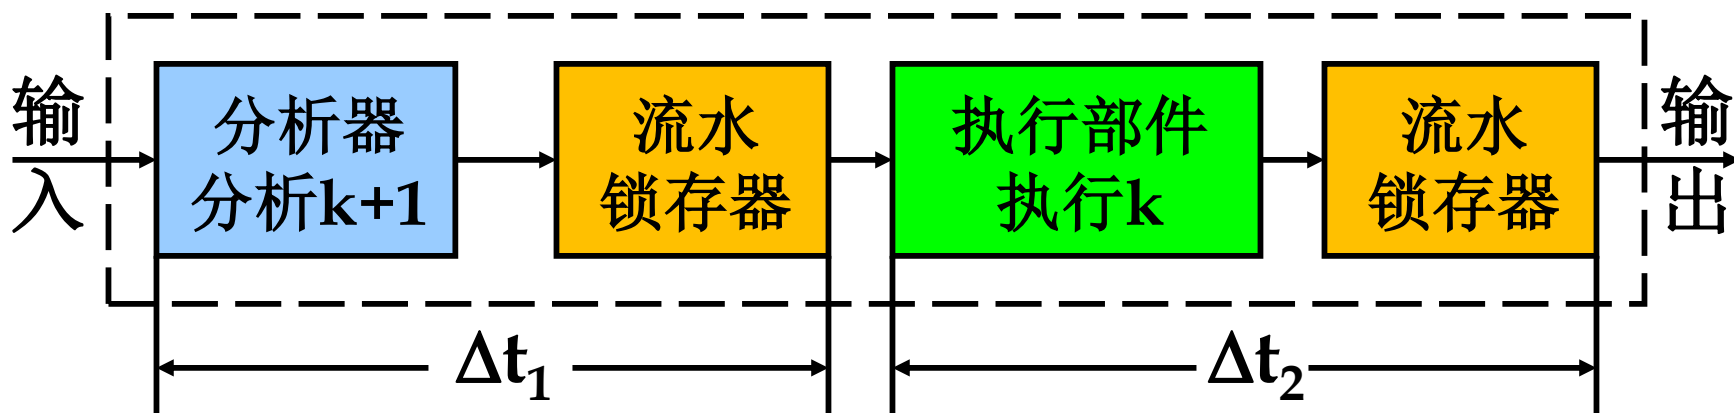 输入
分析器
分析k+1
流水
锁存器
执行部件
执行k
流水
锁存器
输出
Δt₁
Δt₂